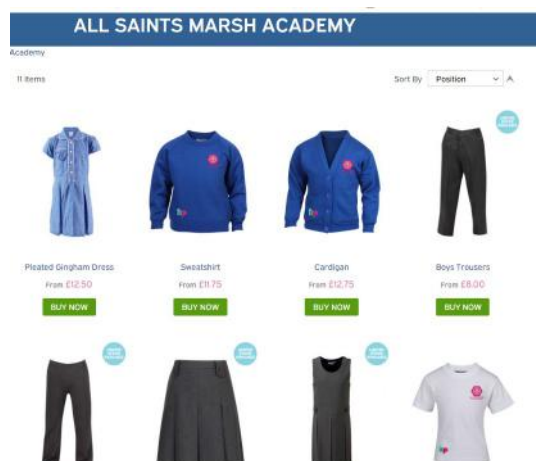 ALL SAINTS MARSH ACADEMY
Academy
11 items
Sort By Position
Pleated Gingham Dress
Sweatshirt
Cardigan
Boys Trousers
From £12.50
From £11.75
From £12.75
From £8.00
BUY NOW
BUY NOW
BUY NOW
BUY NOW